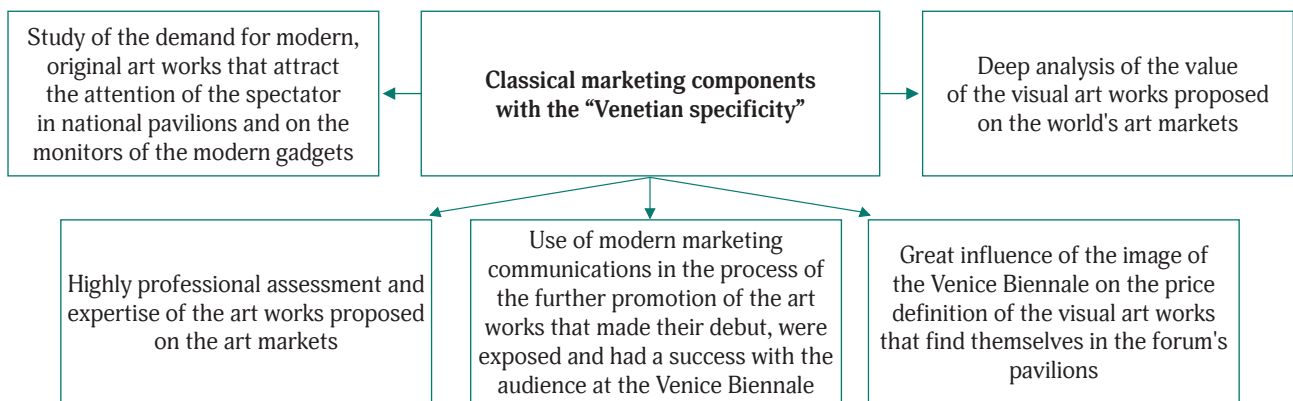 Study of the demand for modern,
original art works that attract
the attention of the spectator
in national pavilions and on the
monitors of the modern gadgets
Classical marketing components
with the “Venetian specificity”
Deep analysis of the value
of the visual art works proposed
on the world's art markets
Highly professional assessment and
expertise of the art works proposed
on the art markets
Use of modern marketing
communications in the process of
the further promotion of the art
works that made their debut, were
exposed and had a success with the
audience at the Venice Biennale
Great influence of the image of
the Venice Biennale on the price
definition of the visual art works
that find themselves in the forum's
pavilions